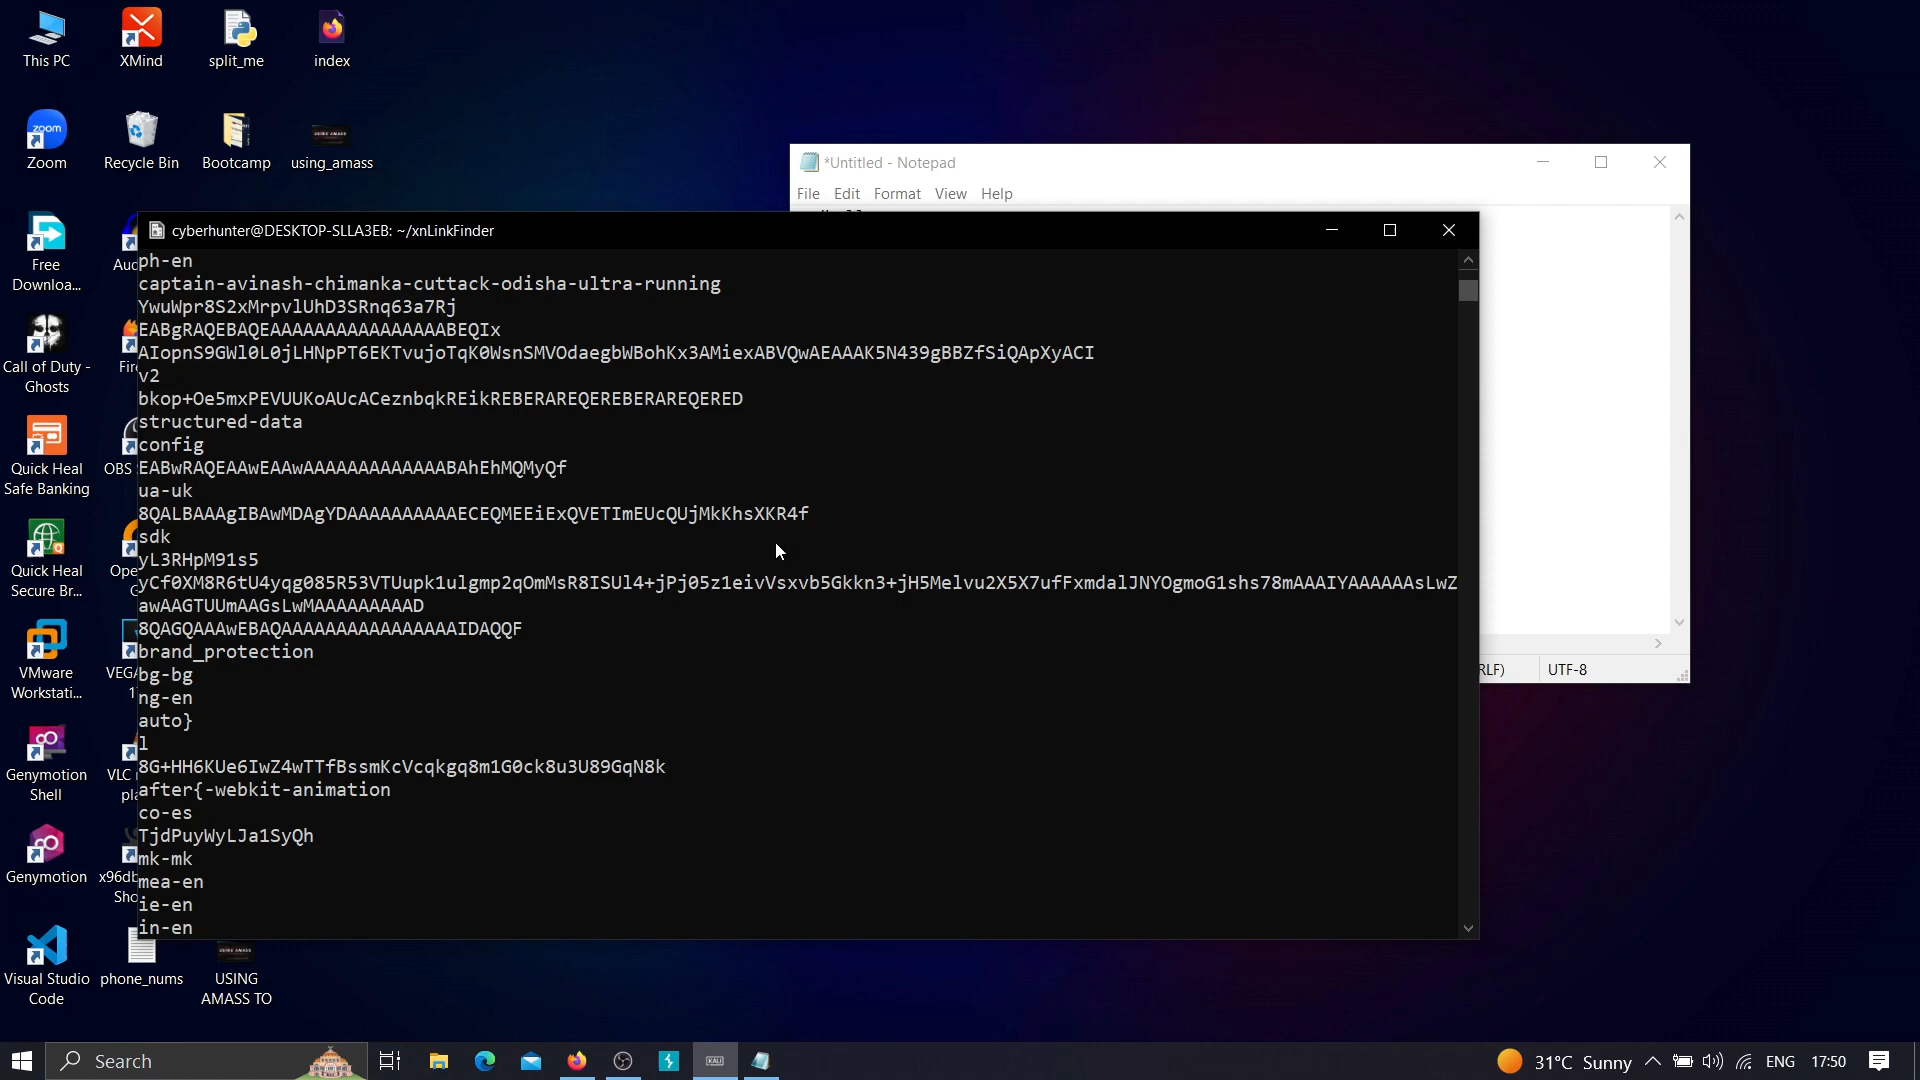 This PC
XMind
split_me
index
Zoom
Recycle Bin
Bootcamp
using_amass
Free
Downloa...
Call of Duty -
Ghosts
Quick Heal
Safe Banking
OBS
Quick Heal
Secure Br...
VMware
Workstati...
Genymotion
Shell
Genymotion
Visual Studio
Code
phone_nums
USING
AMASS TO
*Untitled - Notepad
File Edit Format View Help
UTF-8
cyberhunter@DESKTOP-SLLA3EB: ~/xnLinkFinder
ph-en
captain-avinash-chimanka-cuttack-odisha-ultra-running
YwuWpr8S2xMrpvlUhD3SRnq63a7Rj
EABgRAQEBAQEAAAAAAAAAAAAAAAABEQIx
AIopnS9GWl0L0jLHNpPT6EKTvujoTqK0WsnSMVOdaegbWBohKx3AMiexABVQwAEAAAK5N439gBBZfSiQApXyACI
v2
bkop+Oe5mxPEVUUKoAUcACeznbqkREikREBERAREQEREBERAREQERED
structured-data
config
EABwRAQEAAwEAAwAAAAAAAAAAAAABAhEhMQMyQf
ua-uk
8QALBAAAgIBAwMDAgYDAAAAAAAAAAECEQMEEiExQVETImEUcQUjMkKhsXKR4f
sdk
yL3RHpM91s5
yCf0XM8R6tU4yqg085R53VTUupk1ulgmp2qOmMsR8ISUl4+jPj05z1eivVsxvb5Gkkn3+jH5Melvu2X5X7ufFxmdalJNYOgmoG1shs78mAAAIYAAAAAAsLwZ
awAAGTUUmAAGsLwMAAAAAAAAAD
8QAGQAAAwEBAQAAAAAAAAAAAAAAAAIDAQQF
brand_protection
bg-bg
ng-en
auto}
l
8G+HH6KUe6IwZ4wTTfBssmKcVcqkgq8m1G0ck8u3U89GqN8k
after{-webkit-animation
co-es
TjdPuyWyLJa1SyQh
mk-mk
mea-en
ie-en
in-en
Search
31°C Sunny
ENG
17:50